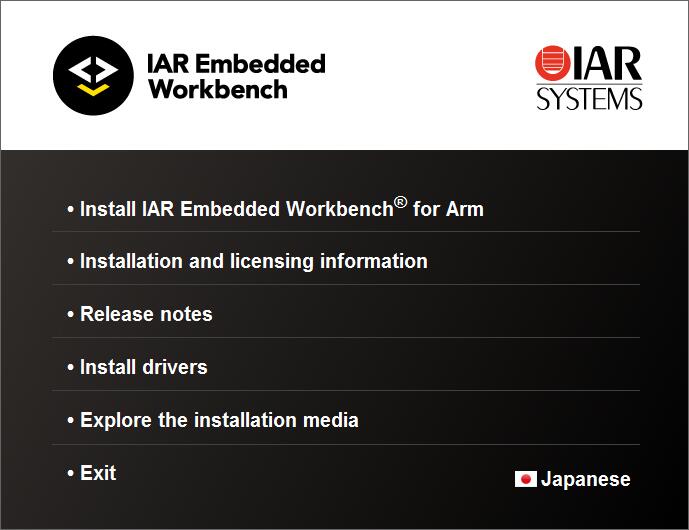 IAR Embedded
Workbench
IAR
SYSTEMS
• Install IAR Embedded Workbench® for Arm
• Installation and licensing information
• Release notes
• Install drivers
• Explore the installation media
• Exit
Japanese